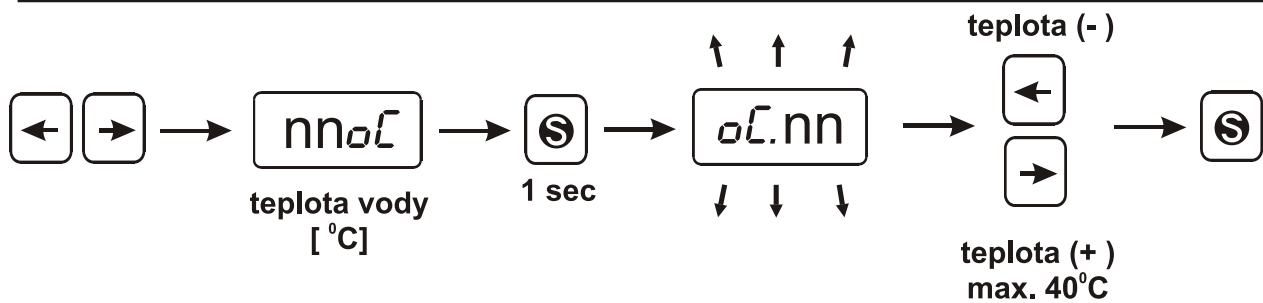 teplota (- )
nnoC
S
oC.nn
S
teplota vody
[ °C]
1 sec
teplota (+ )
max. 40°C